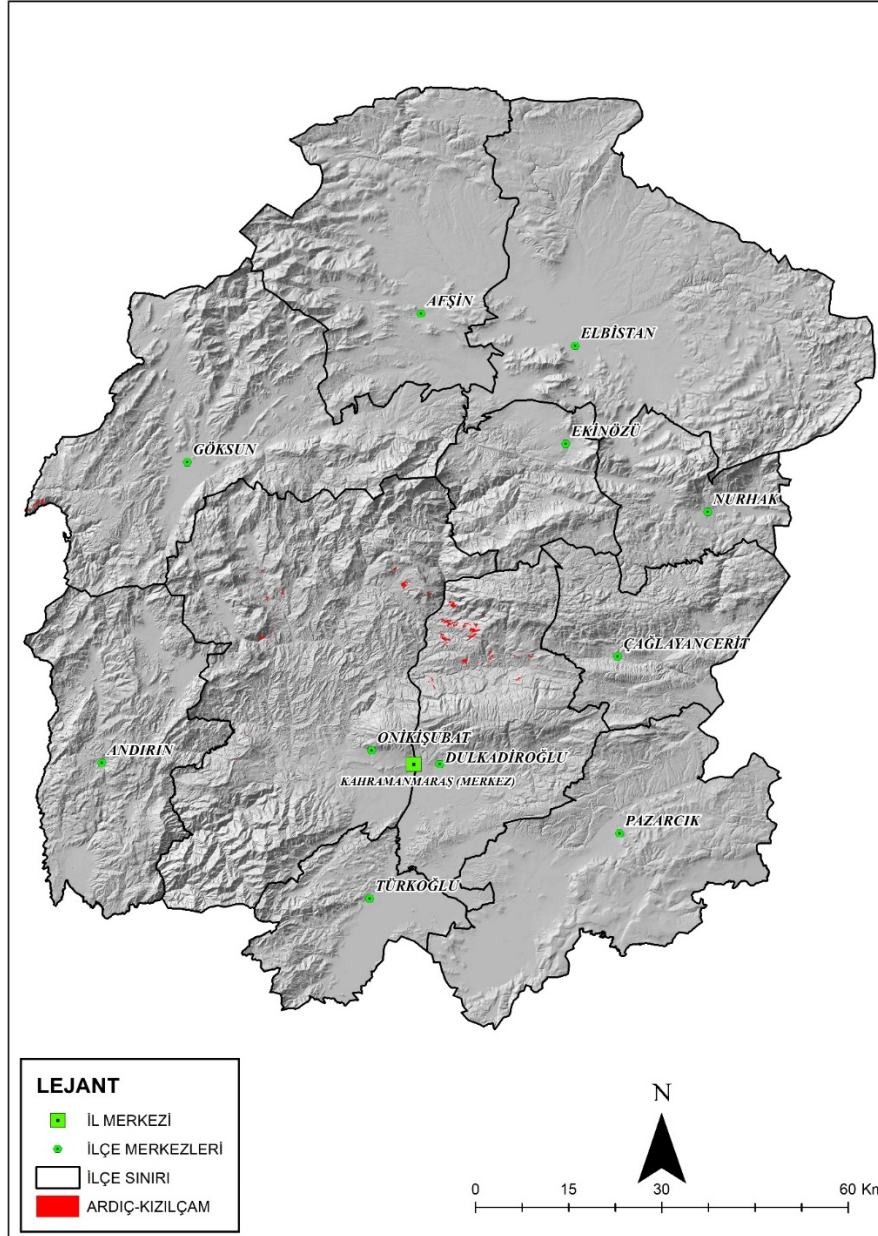 AFŞİN
ELBİSTAN
EKİNÖZÜ
GÖKSUN
NURHAK
ÇAĞLAYANCERİT
ONİKİŞUBAT
ANDIRIN
DULKADİROĞLU
KAHRAMANMARAŞ (MERKEZ)
PAZARCIK
TÜRKOĞLU
LEJANT
İL MERKEZİ
İLÇE MERKEZLERİ
İLÇE SINIRI
ARDIÇ-KIZILÇAM
N
0 15 30 60 Km